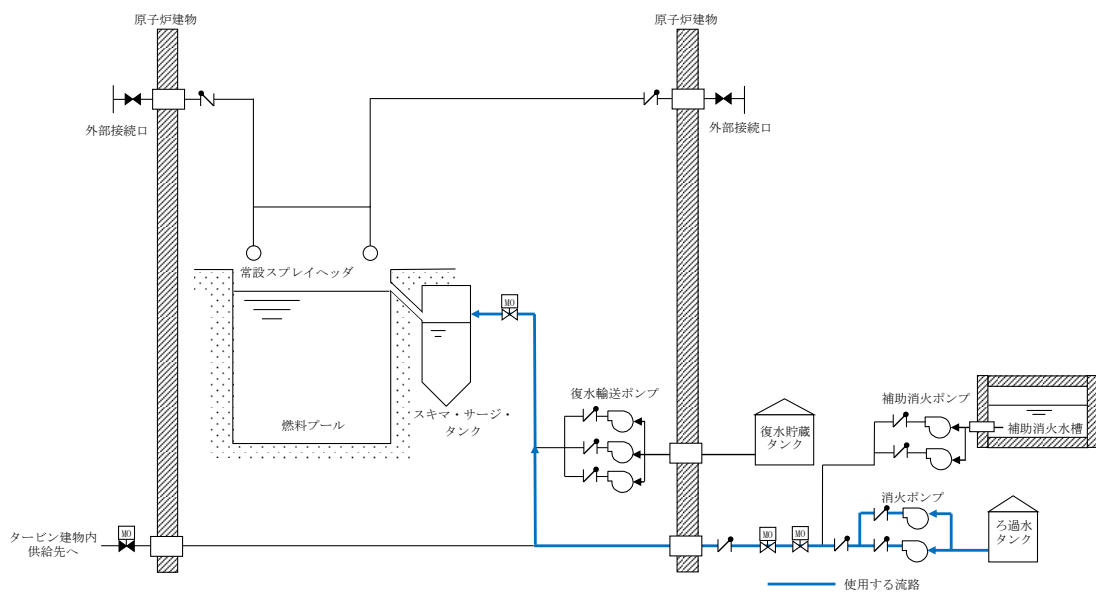 原子炉建物
原子炉建物
外部接続口
外部接続口
常設スプレイヘッダ
MO
復水輸送ポンプ
補助消火ポンプ
スキマ・サージ・
タンク
燃料プール
復水貯蔵
タンク
補助消火水槽
消火ポンプ
タービン建物内
供給先へ
MO
MO
MO
ろ過水
タンク
使用する流路